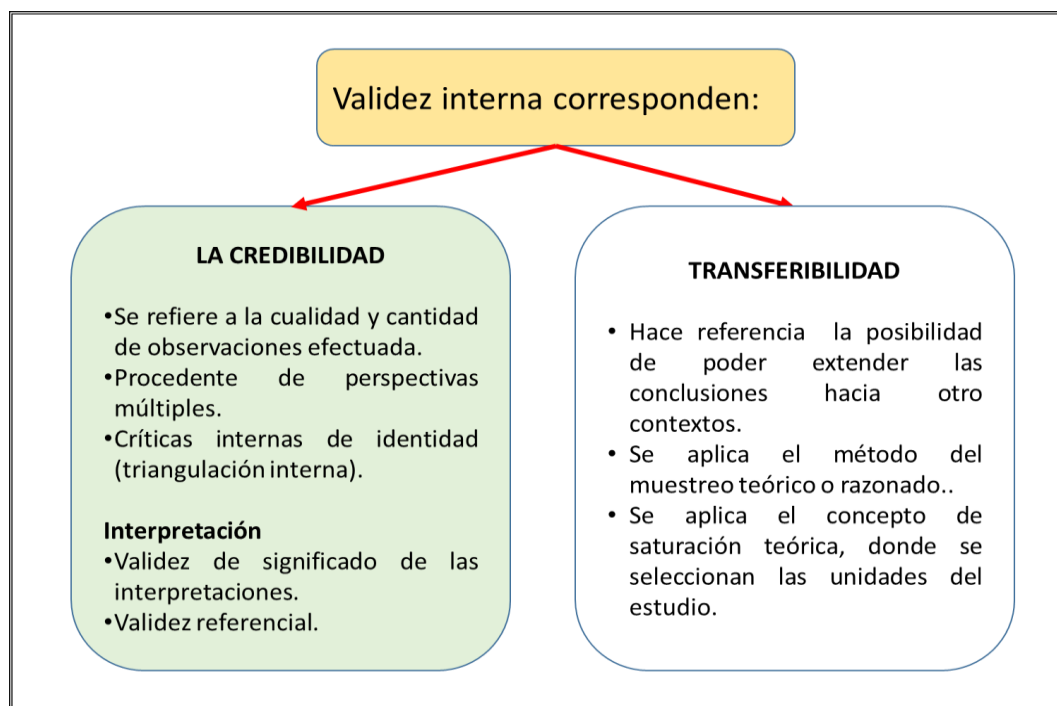 Validez interna corresponden:
LA CREDIBILIDAD
•Se refiere a la cualidad y cantidad
de observaciones efectuada.
•Procedente de perspectivas
múltiples.
•Críticas internas de identidad
(triangulación interna).
Interpretación
•Validez de significado de las
interpretaciones.
•Validez referencial.
TRANSFERIBILIDAD
• Hace referencia la posibilidad
de poder extender las
conclusiones hacia otro
contextos.
• Se aplica el método del
muestreo teórico o razonado..
• Se aplica el concepto de
saturación teórica, donde se
seleccionan las unidades del
estudio.